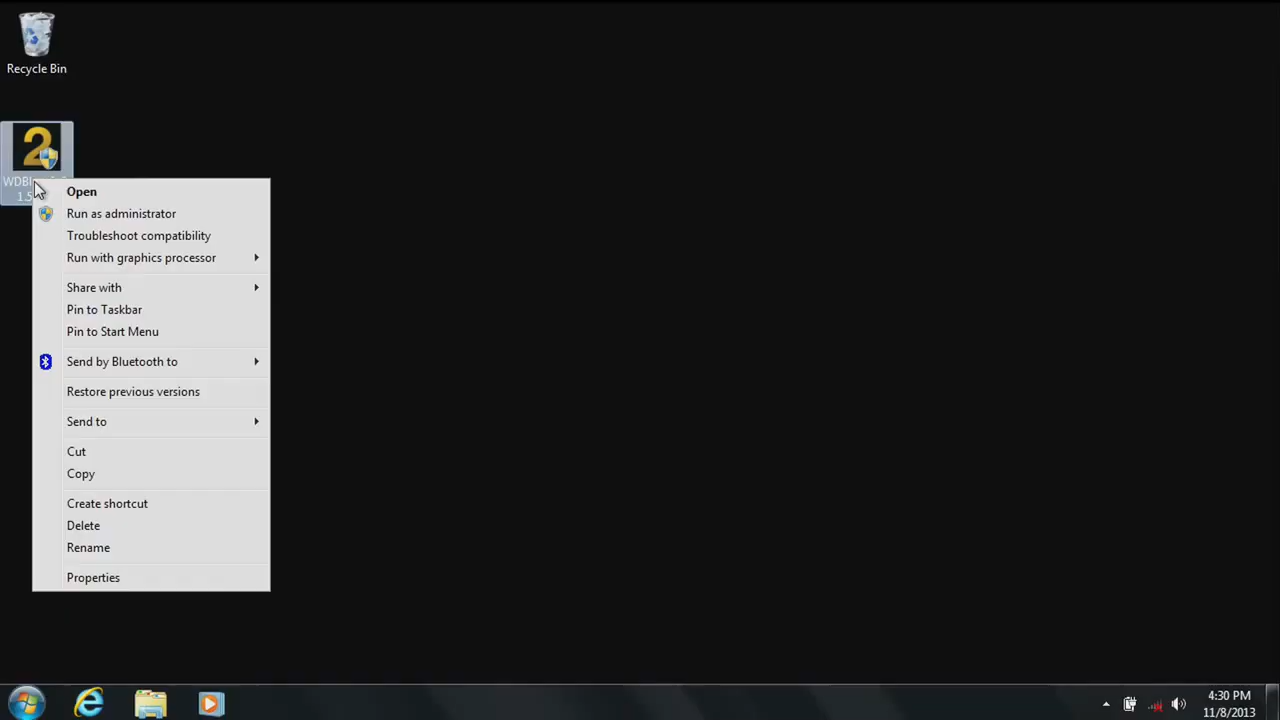 Recycle Bin
2
Open
Run as administrator
Troubleshoot compatibility
Run with graphics processor
Share with
Pin to Taskbar
Pin to Start Menu
Send by Bluetooth to
Restore previous versions
Send to
Cut
Copy
Create shortcut
Delete
Rename
Properties
4:30 PM
11/8/2013